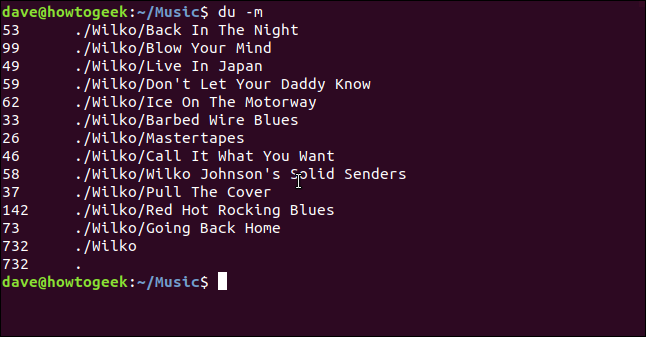 dave@howtogeek:~/Music$ du -m
53 ./Wilko/Back In The Night
99 ./Wilko/Blow Your Mind
49 ./Wilko/Live In Japan
59 ./Wilko/Don't Let Your Daddy Know
62 ./Wilko/Ice On The Motorway
33 ./Wilko/Barbed Wire Blues
26 ./Wilko/Mastertapes
46 ./Wilko/Call It What You Want
58 ./Wilko/Wilko Johnson's Solid Senders
37 ./Wilko/Pull The Cover
142 ./Wilko/Red Hot Rocking Blues
73 ./Wilko/Going Back Home
732 ./Wilko
732 .
dave@howtogeek:~/Music$